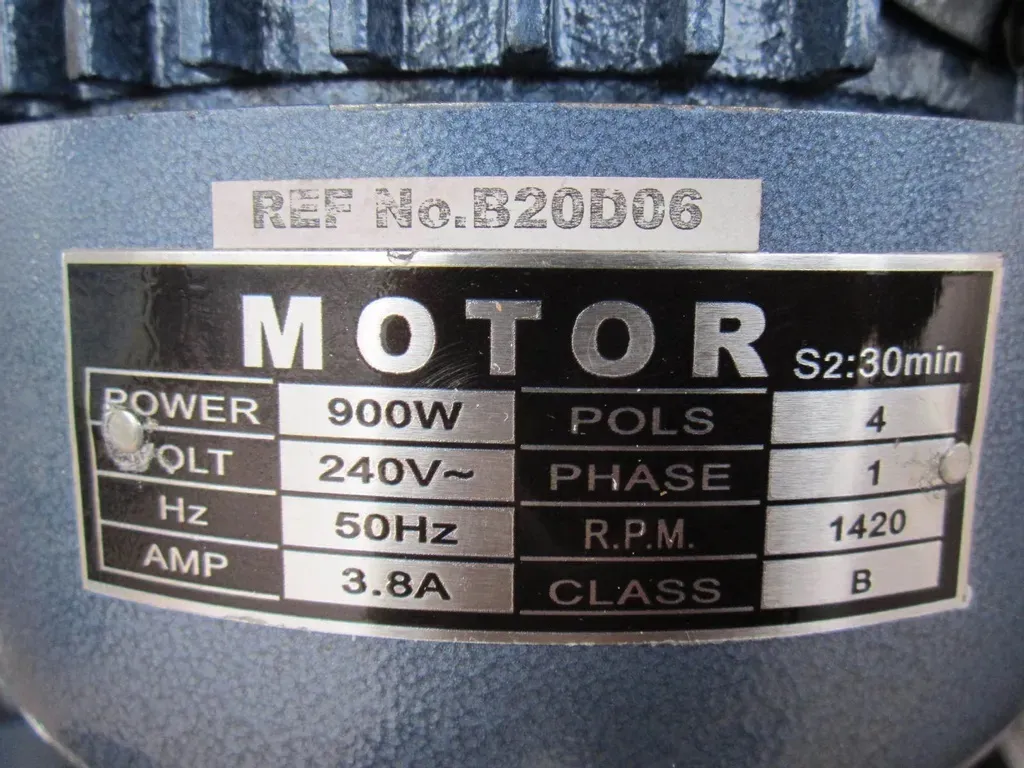 REF No.B20D06
MOTOR S2:30min
POWER 900W POLS 4
VOLT 240V~ PHASE 1
Hz 50Hz R.P.M. 1420
AMP 3.8A CLASS B